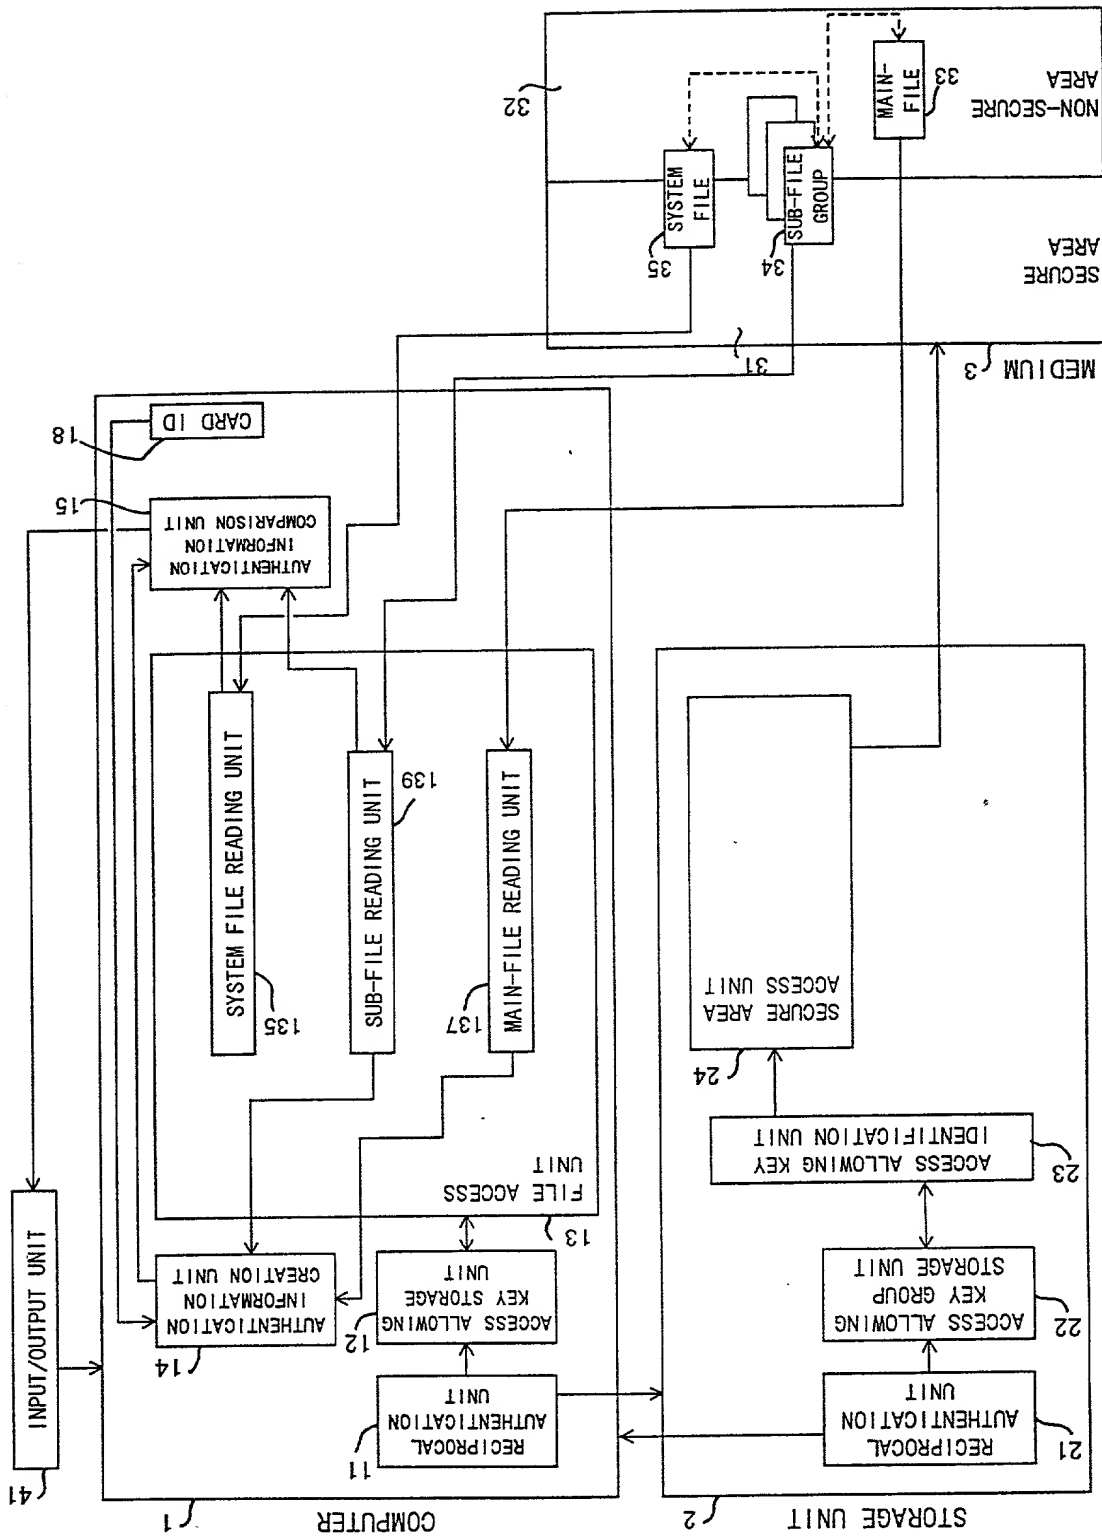 INPUT/OUTPUT UNIT
41
COMPUTER
1
RECIPROCAL
AUTHENTICATION
UNIT
11
ACCESS ALLOWING
KEY STORAGE
UNIT
12
AUTHENTICATION
INFORMATION
CREATION UNIT
14
FILE ACCESS
UNIT
13
SYSTEM FILE READING UNIT
135
SUB-FILE READING UNIT
139
MAIN-FILE READING UNIT
137
AUTHENTICATION
INFORMATION
COMPARISON UNIT
15
CARD ID
18
STORAGE UNIT
2
RECIPROCAL
AUTHENTICATION
UNIT
21
ACCESS ALLOWING
KEY GROUP
STORAGE UNIT
22
ACCESS ALLOWING KEY
IDENTIFICATION UNIT
23
SECURE AREA
ACCESS UNIT
24
MEDIUM
3
SECURE
AREA
31
NON-SECURE
AREA
32
SYSTEM
FILE
35
SUB-FILE
GROUP
34
MAIN-
FILE
33